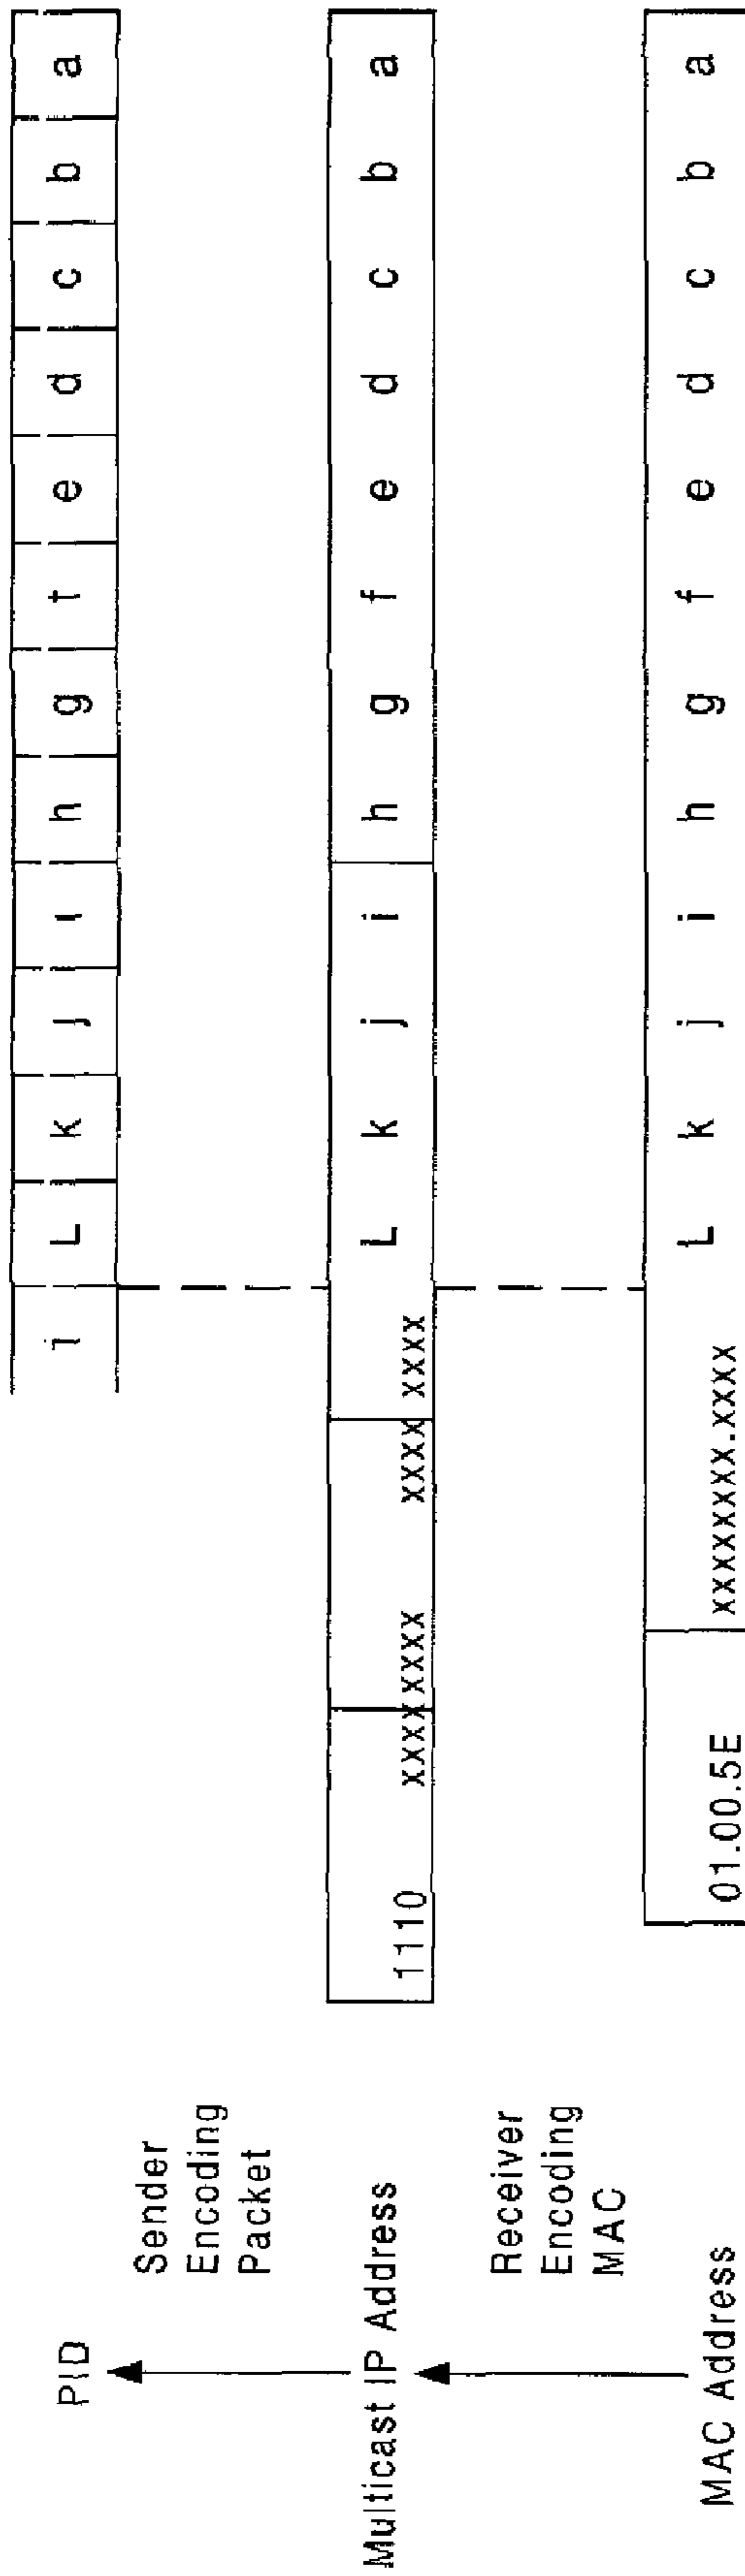 PID
i L k j i h g f e d c b a
Sender
Encoding
Packet
Multicast IP Address
1110 xxxx xxxx xxxx xxxx L k j i h g f e d c b a
Receiver
Encoding
MAC
MAC Address
01.00.5E xxxxxxxx.xxxx L k j i h g f e d c b a